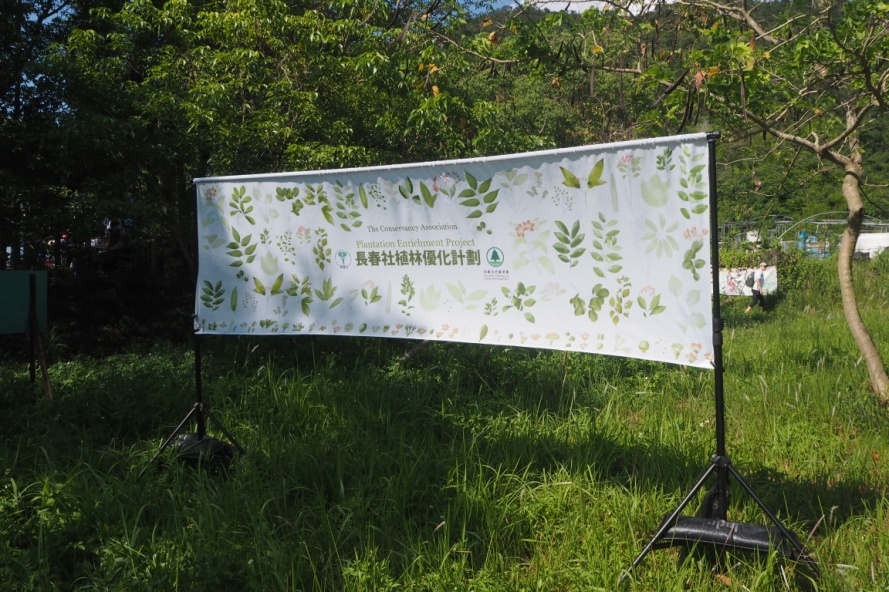 The Conservancy Association
Plantation Enrichment Project
長春社植林優化計劃